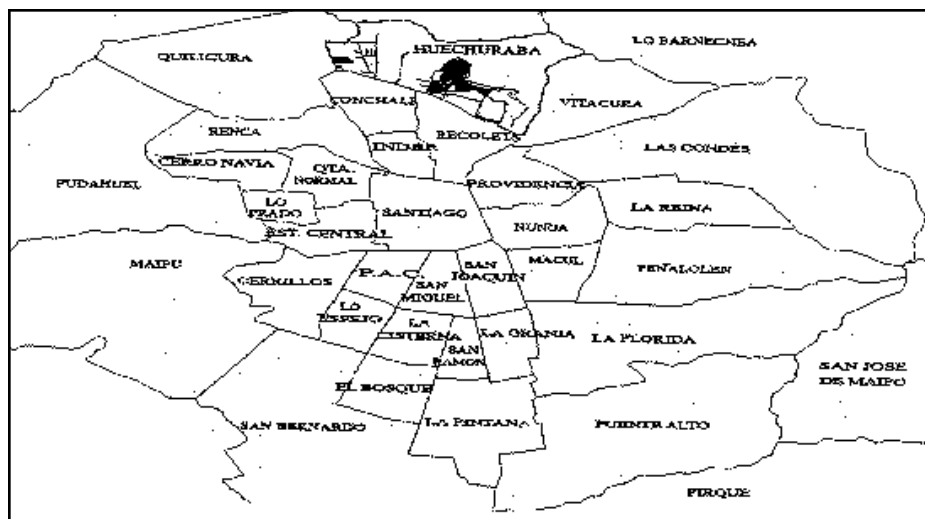 LO BARNECHEA
HUECHURABA
QUILICURA
CONCHALI
VITACURA
RENCA
RECOLETA
INDEP.
LAS CONDES
CERRO NAVIA
QTA.
NORMAL
PUDAHUEL
PROVIDENCIA
LO
PRADO
SANTIAGO
LA REINA
NUNOA
EST. CENTRAL
MAIPU
MACUL
SAN
JOAQUIN
PEÑALOLEN
CERRILLOS
P.A.C.
SAN
MIGUEL
LO
ESPEJO
LA
CISTERNA
LA GRANJA
LA FLORIDA
SAN
RAMON
SAN JOSE
DE MAIPO
EL BOSQUE
SAN BERNARDO
LA PINTANA
PUENTE ALTO
PIRQUE